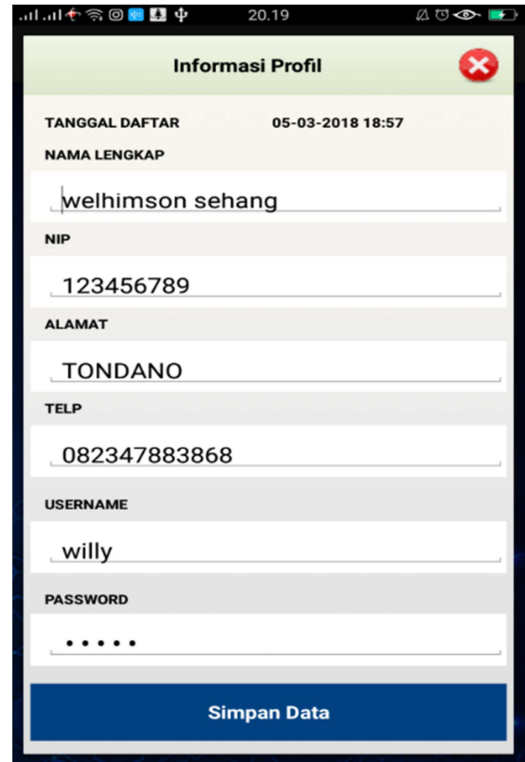 20.19
Informasi Profil
TANGGAL DAFTAR 05-03-2018 18:57
NAMA LENGKAP
welhimson sehang
NIP
123456789
ALAMAT
TONDANO
TELP
082347883868
USERNAME
willy
PASSWORD
•••••
Simpan Data